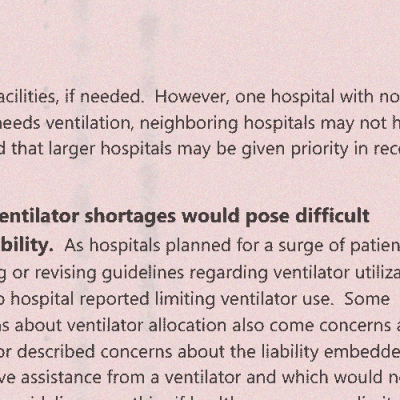 acilities, if needed.  However, one hospital with no
needs ventilation, neighboring hospitals may not h
d that larger hospitals may be given priority in rec
entilator shortages would pose difficult
bility.  As hospitals planned for a surge of patien
g or revising guidelines regarding ventilator utiliza
o hospital reported limiting ventilator use.  Some
ns about ventilator allocation also come concerns a
or described concerns about the liability embedde
ve assistance from a ventilator and which would n